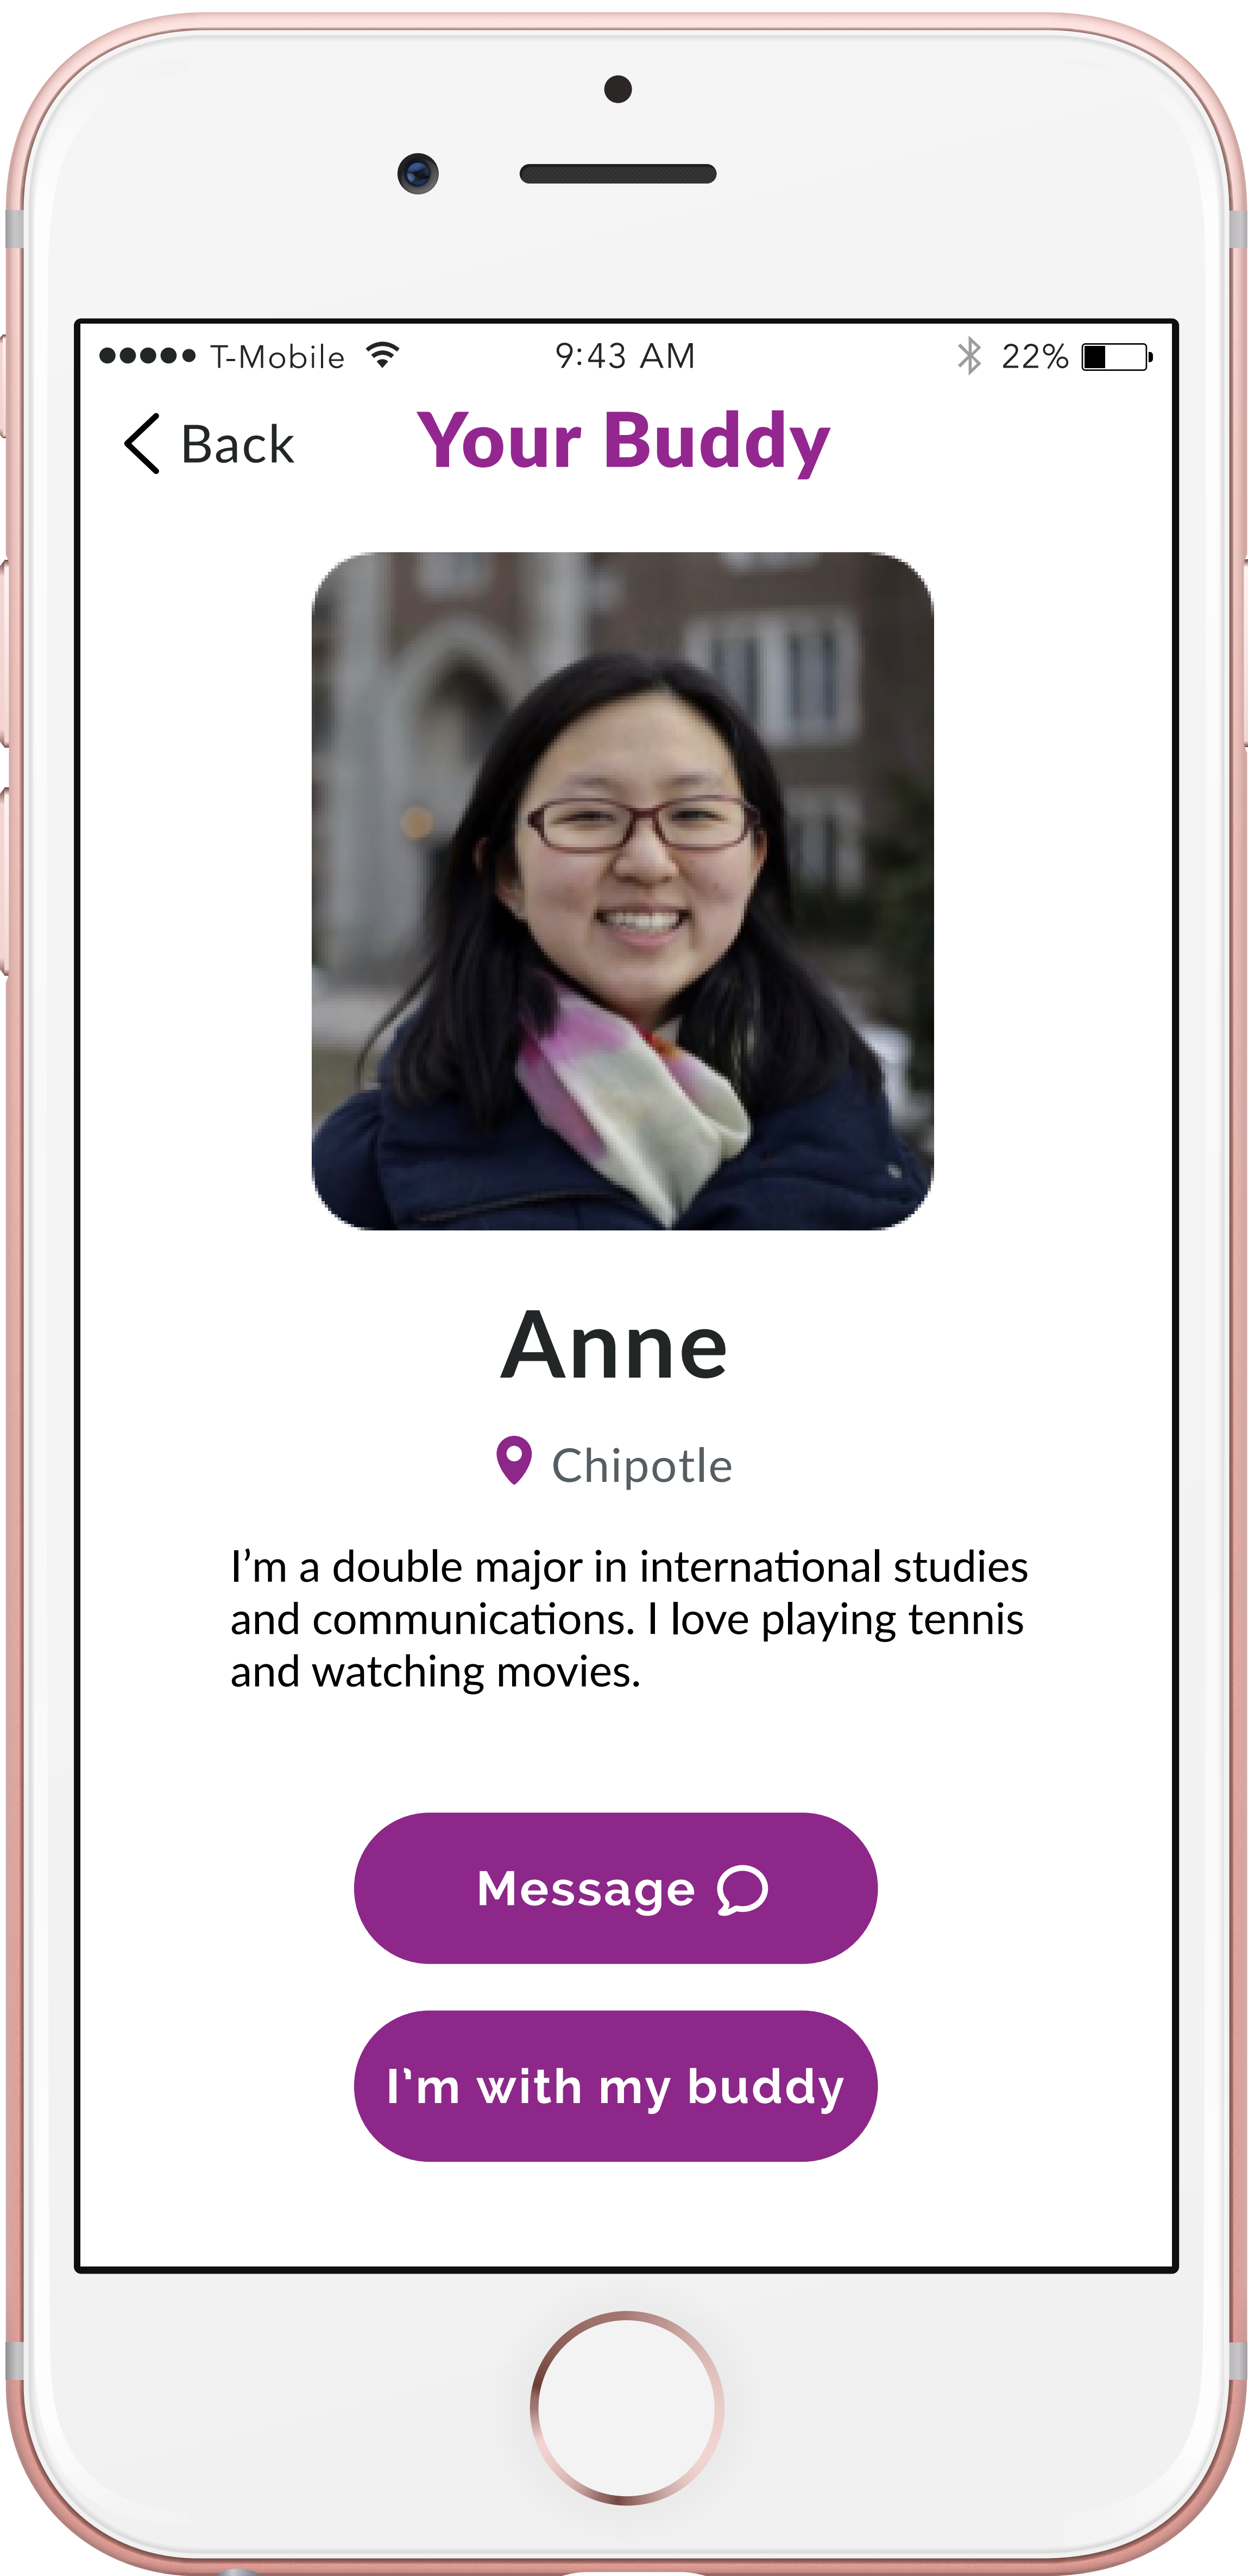 T-Mobile 9:43 AM 22%
Back Your Buddy
Anne
Chipotle
I’m a double major in international studies
and communications. I love playing tennis
and watching movies.
Message
I’m with my buddy